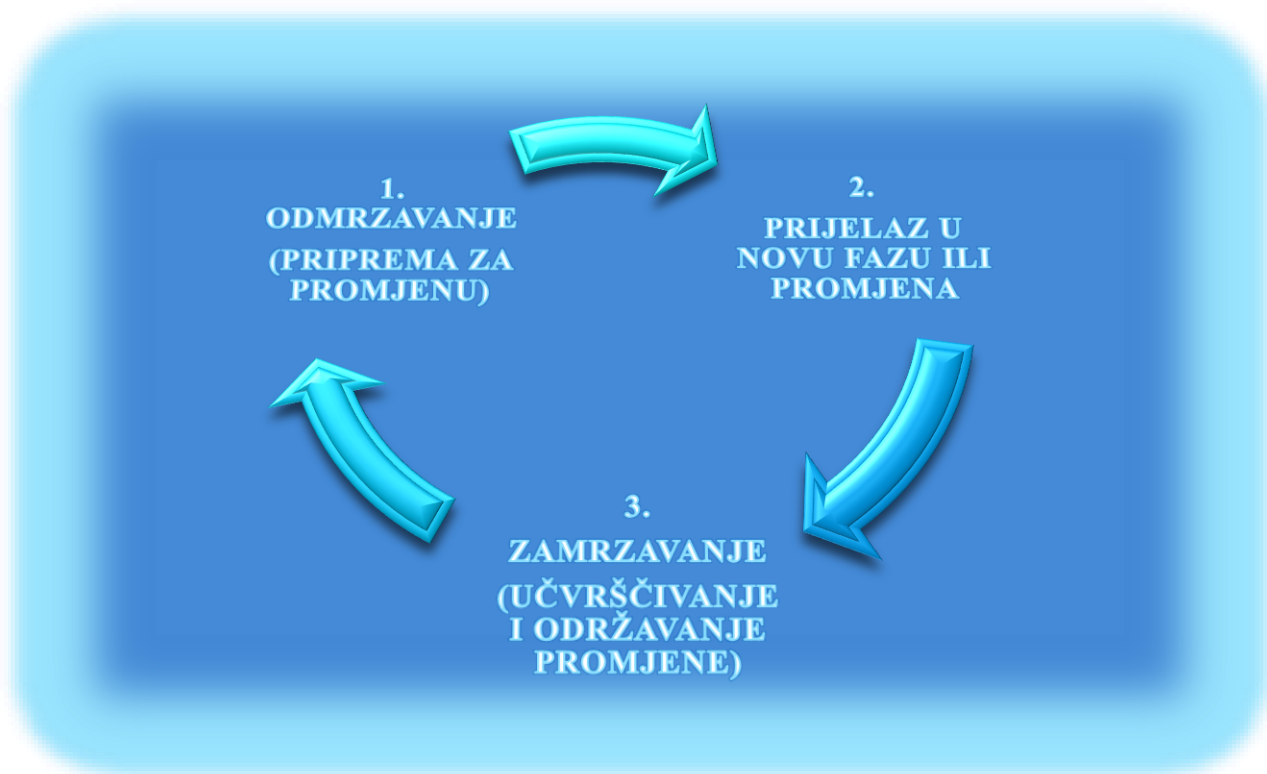 1.
ODMRZAVANJE
(PRIPREMA ZA
PROMJENU)
2.
PRIJELAZ U
NOVU FAZU ILI
PROMJENA
3.
ZAMRZAVANJE
(UČVRŠČIVANJE
I ODRŽAVANJE
PROMJENE)